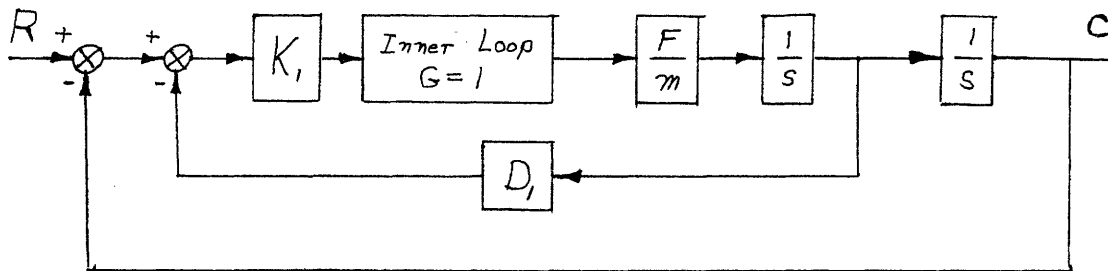 R
+
-
+
-
K₁
Inner Loop
G=1
F
m
1
s
1
s
C
D₁